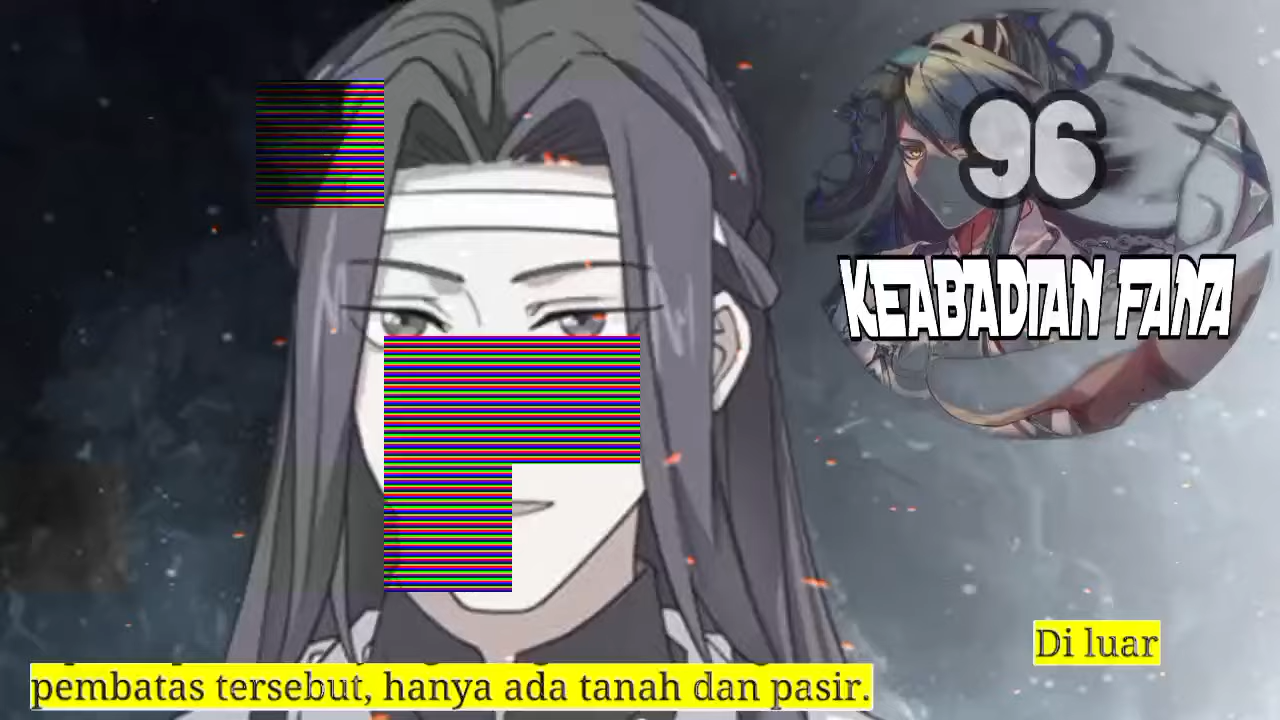 96
KEABADIAN FANA
Di luar
pembatas tersebut, hanya ada tanah dan pasir.